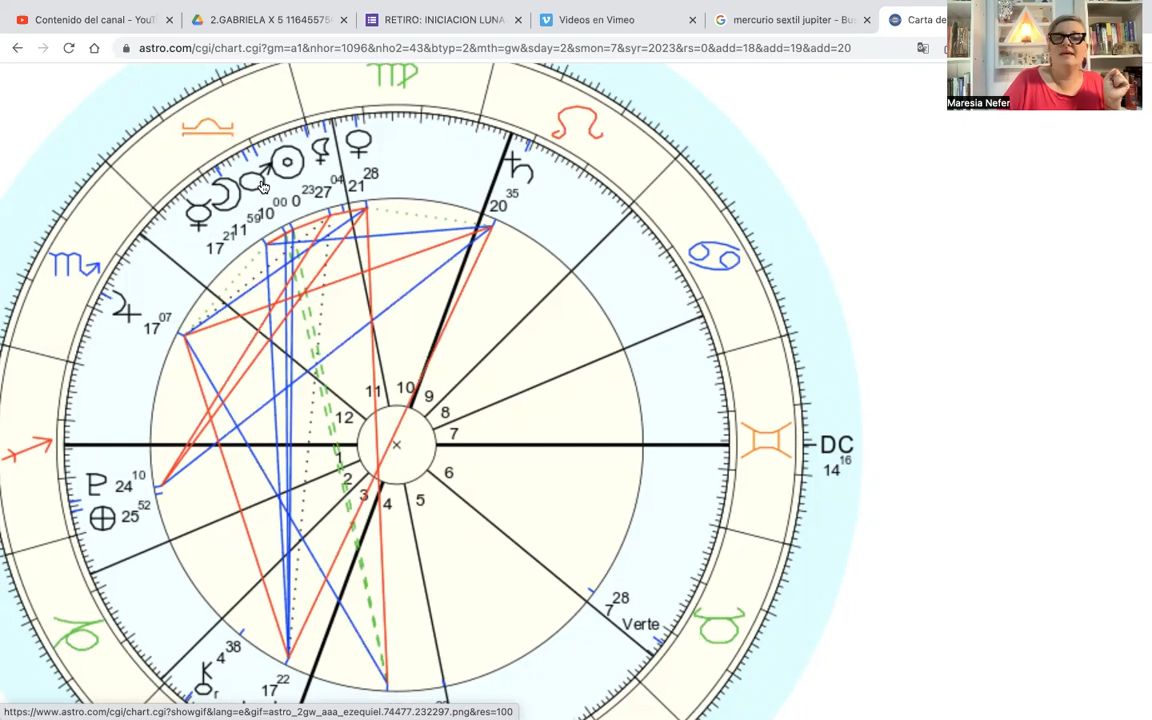 Contenido del canal - YouT
2.GABRIELA X 5 11645575
RETIRO: INICIACION LUNA
Videos en Vimeo
mercurio sextil jupiter - Bus
Carta de
astro.com/cgi/chart.cgi?gm=a1&nhor=1096&nho2=43&btyp=2&mth=gw&sday=2&smon=7&syr=2023&rs=0&add=18&add=19&add=20
Maresia Nefer
17 21
11 59
10 00
0 23
27 04
21 28
20 35
17 07
11
10
9
12
8
7
1
DC
14 16
2
6
24 10
3
4
5
25 52
28
7
Verte
4 38
r
17 22
https://www.astro.com/cgi/chart.cgi?showgif&lang=e&gif=astro_2gw_aaa_ezequiel.74477.232297.png&res=100